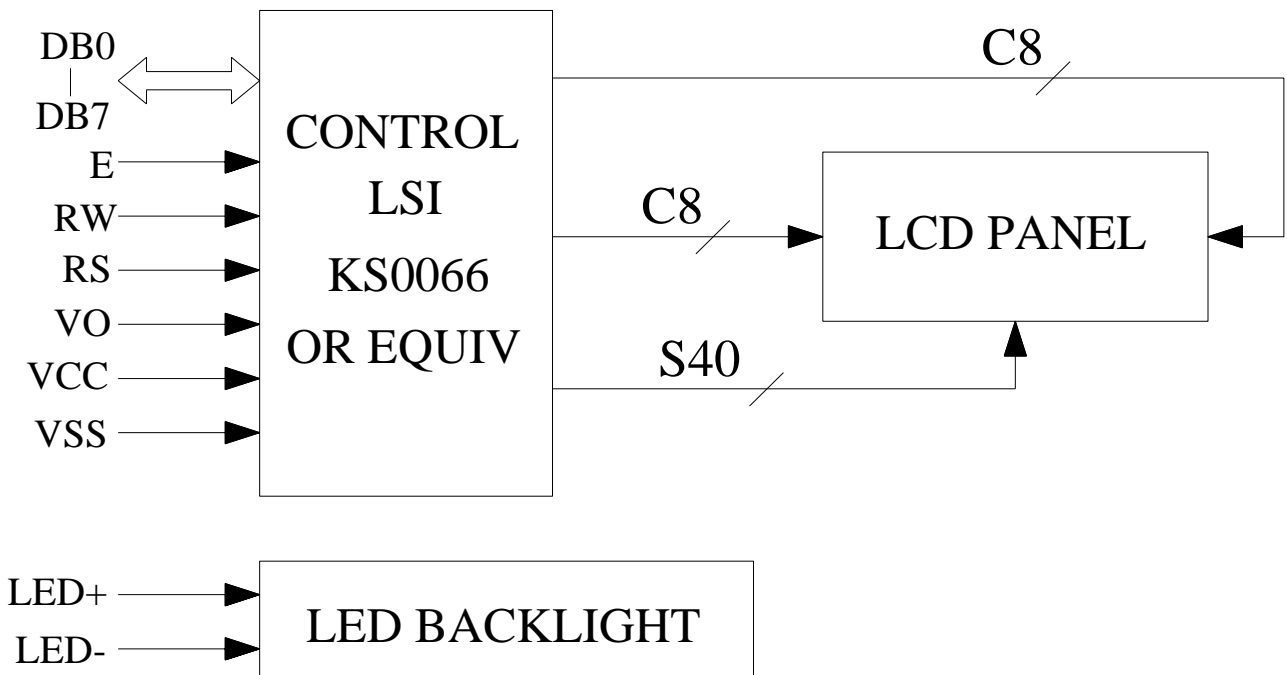 DB0
DB7
E
RW
RS
VO
VCC
VSS
CONTROL
LSI
KS0066
OR EQUIV
C8
C8
S40
LCD PANEL
LED+
LED-
LED BACKLIGHT